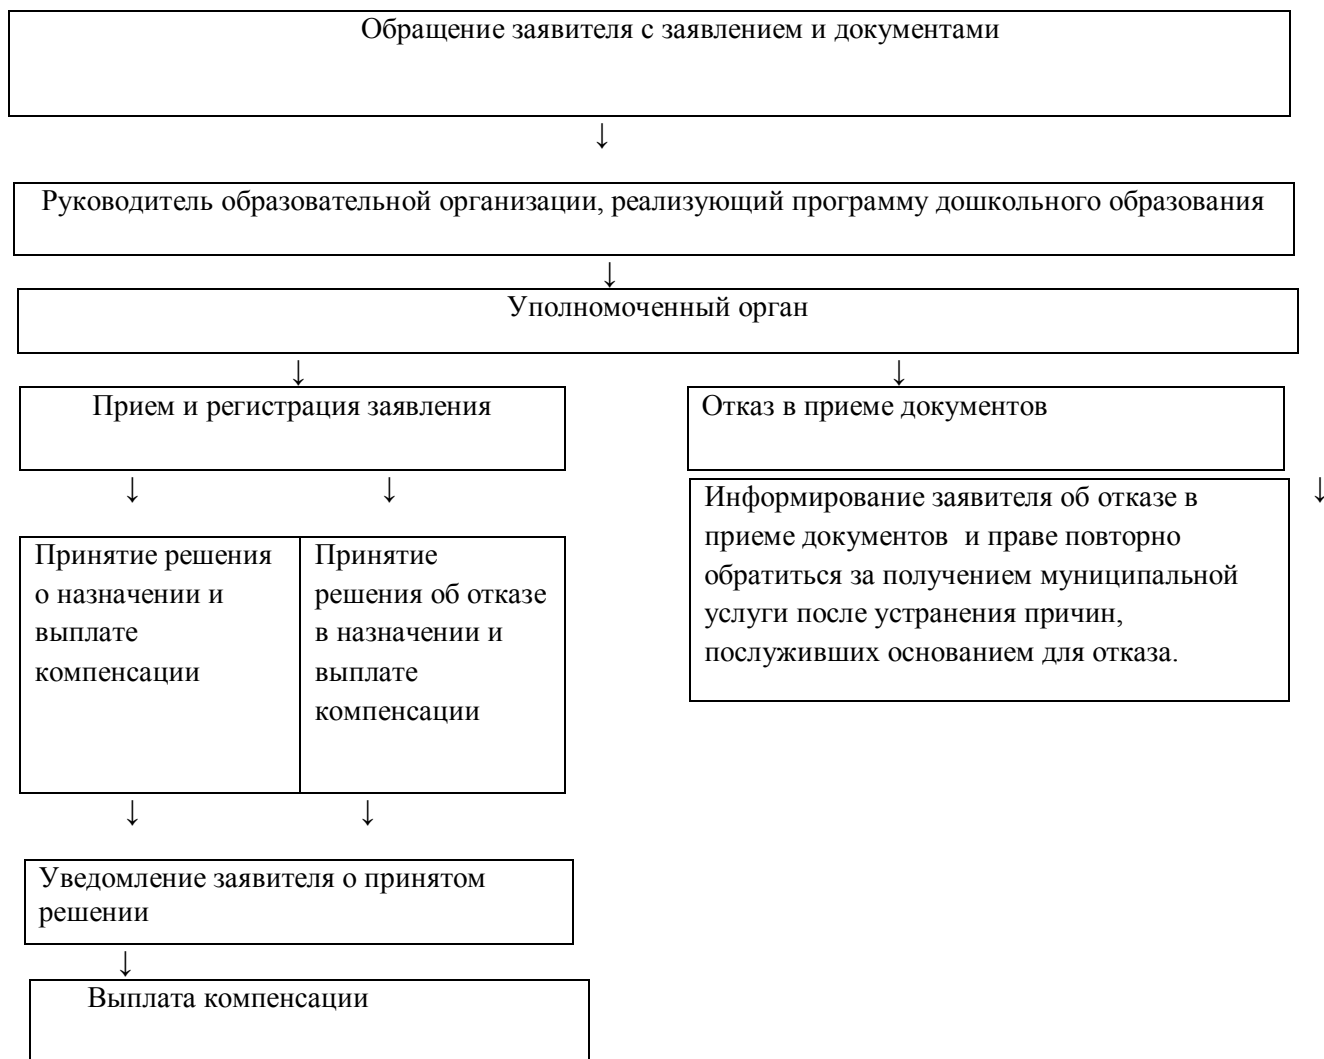 Обращение заявителя с заявлением и документами
↓
Руководитель образовательной организации, реализующий программу дошкольного образования
↓
Уполномоченный орган
↓ ↓
Прием и регистрация заявления
Отказ в приеме документов
↓ ↓ ↓
Информирование заявителя об отказе в
приеме документов и праве повторно
обратиться за получением муниципальной
услуги после устранения причин,
послуживших основанием для отказа.
Принятие решения
о назначении и
выплате
компенсации
Принятие
решения об отказе
в назначении и
выплате
компенсации
↓ ↓
Уведомление заявителя о принятом
решении
↓
Выплата компенсации